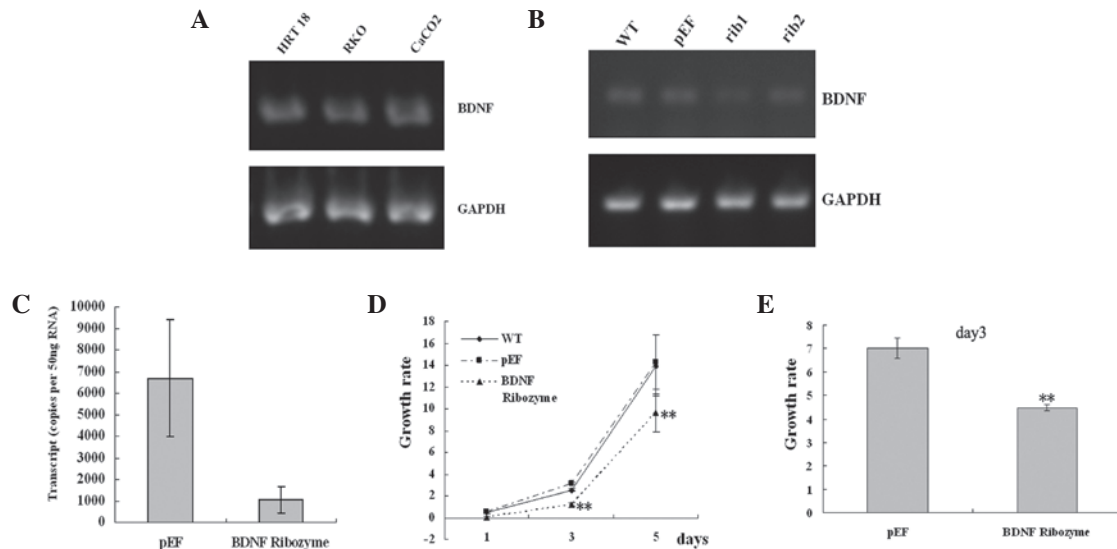 A
HRT 18
RKO
CaCO2
BDNF
GAPDH
B
WT
pEF
rib1
rib2
BDNF
GAPDH
C
Transcript (copies per 50ng RNA)
10000
9000
8000
7000
6000
5000
4000
3000
2000
1000
0
pEF
BDNF Ribozyme
D
Growth rate
18
16
14
12
10
8
6
4
2
0
-2
WT
pEF
BDNF
Ribozyme
**
**
1
3
5
days
E
day3
Growth rate
8
7
6
5
4
3
2
1
0
**
pEF
BDNF Ribozyme